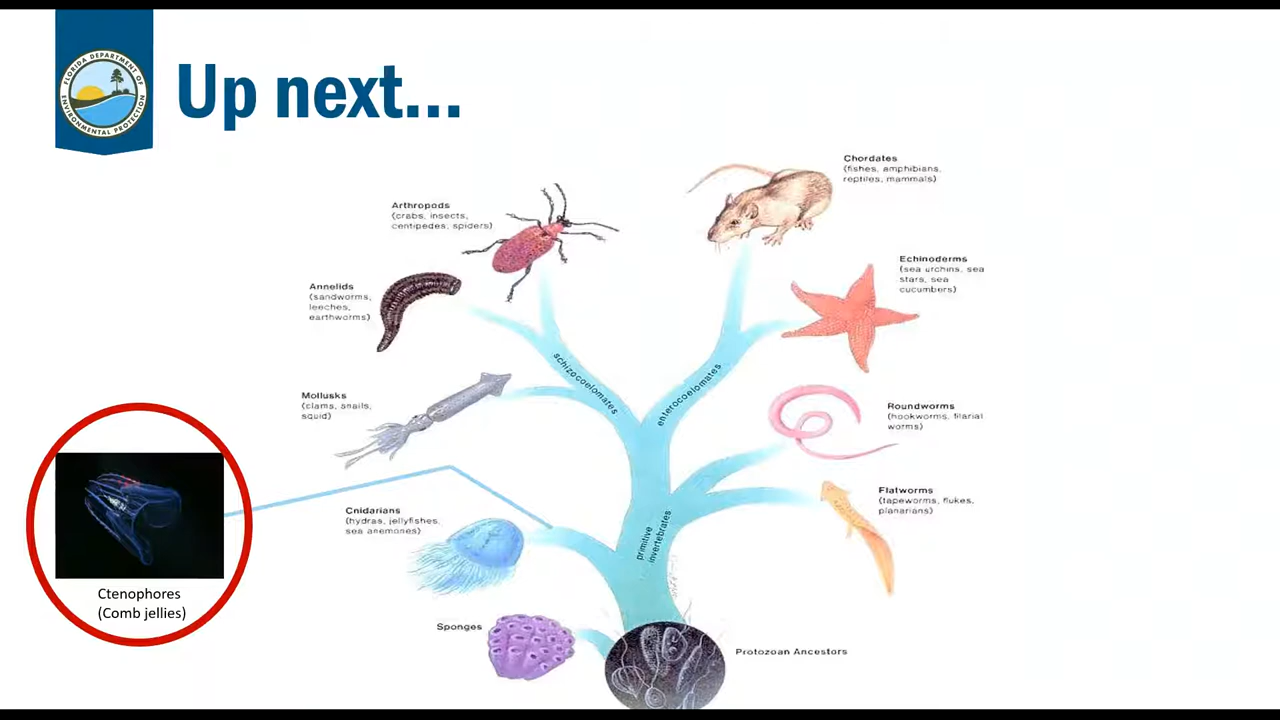 FLORIDA DEPARTMENT OF
ENVIRONMENTAL PROTECTION
Up next...
Chordates
(fishes, amphibians,
reptiles, mammals)
Arthropods
(crabs, insects,
centipedes, spiders)
Echinoderms
(sea urchins, sea
stars, sea
cucumbers)
Annelids
(sandworms,
leeches,
earthworms)
schizocoelomates
enterocoelomates
Mollusks
(clams, snails,
squid)
Roundworms
(hookworms, filarial
worms)
Flatworms
(tapeworms, flukes,
planarians)
Cnidarians
(hydras, jellyfishes,
sea anemones)
primitive
invertebrates
Ctenophores
(Comb jellies)
Sponges
Protozoan Ancestors